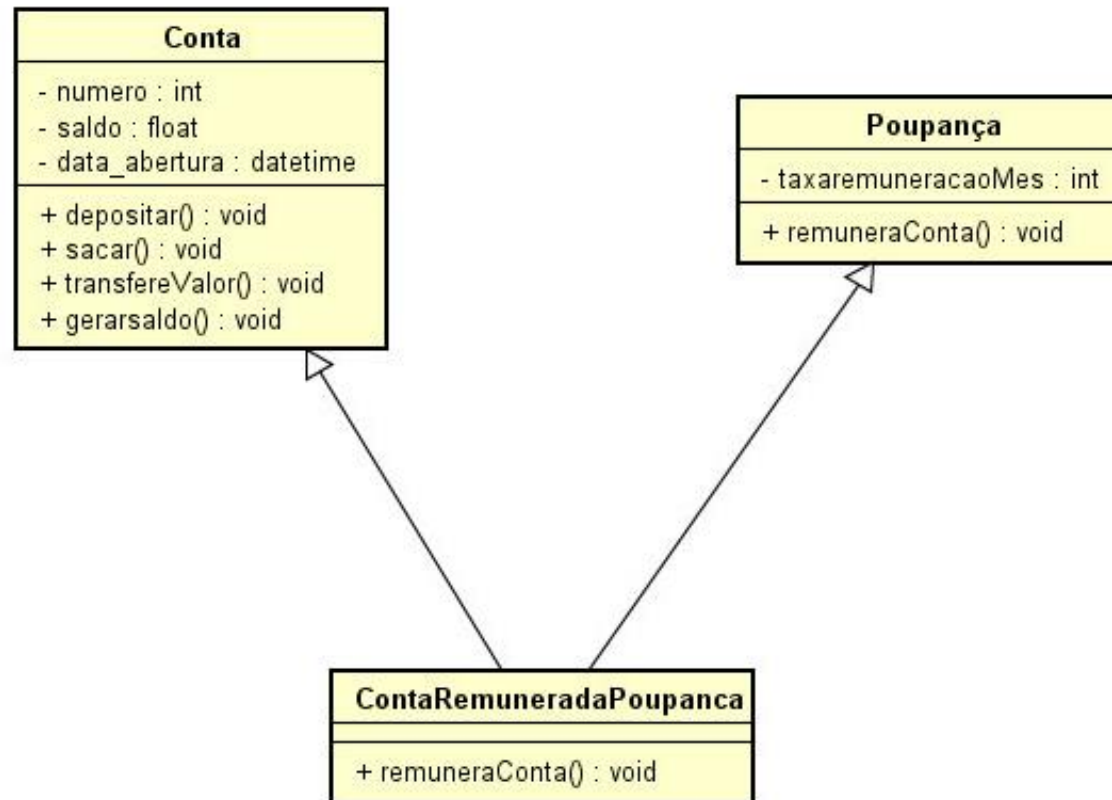 Conta
- numero : int
- saldo : float
- data_abertura : datetime
+ depositar() : void
+ sacar() : void
+ transfereValor() : void
+ gerarsaldo() : void
Poupança
- taxaremuneracaoMes : int
+ remuneraConta() : void
ContaRemuneradaPoupanca
+ remuneraConta() : void